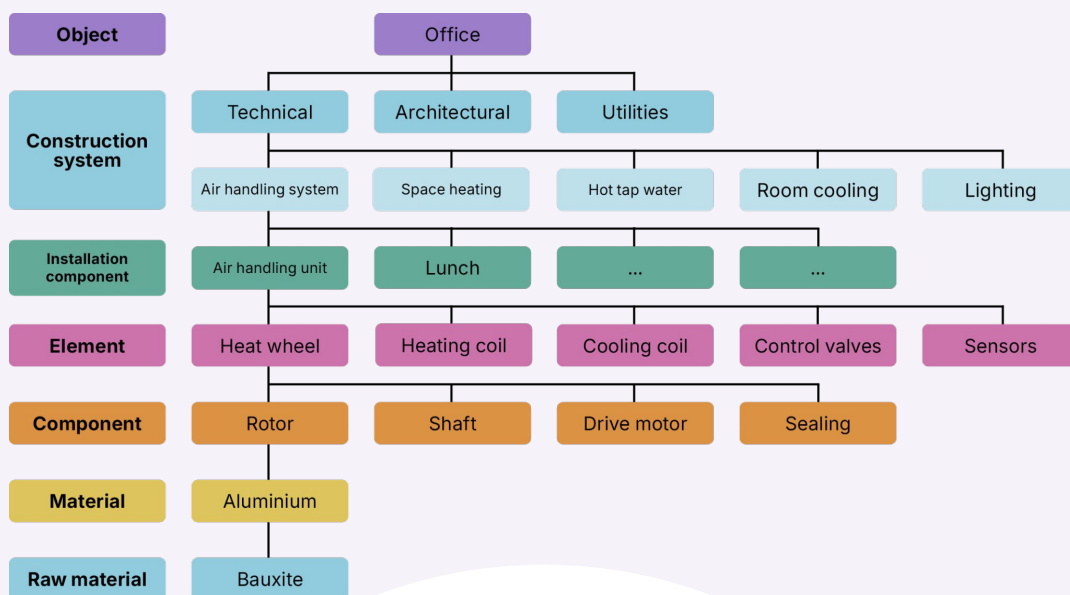 Object
Office
Technical
Architectural
Utilities
Construction
system
Air handling system
Space heating
Hot tap water
Room cooling
Lighting
Installation
component
Air handling unit
Lunch
...
...
Element
Heat wheel
Heating coil
Cooling coil
Control valves
Sensors
Component
Rotor
Shaft
Drive motor
Sealing
Material
Aluminium
Raw material
Bauxite